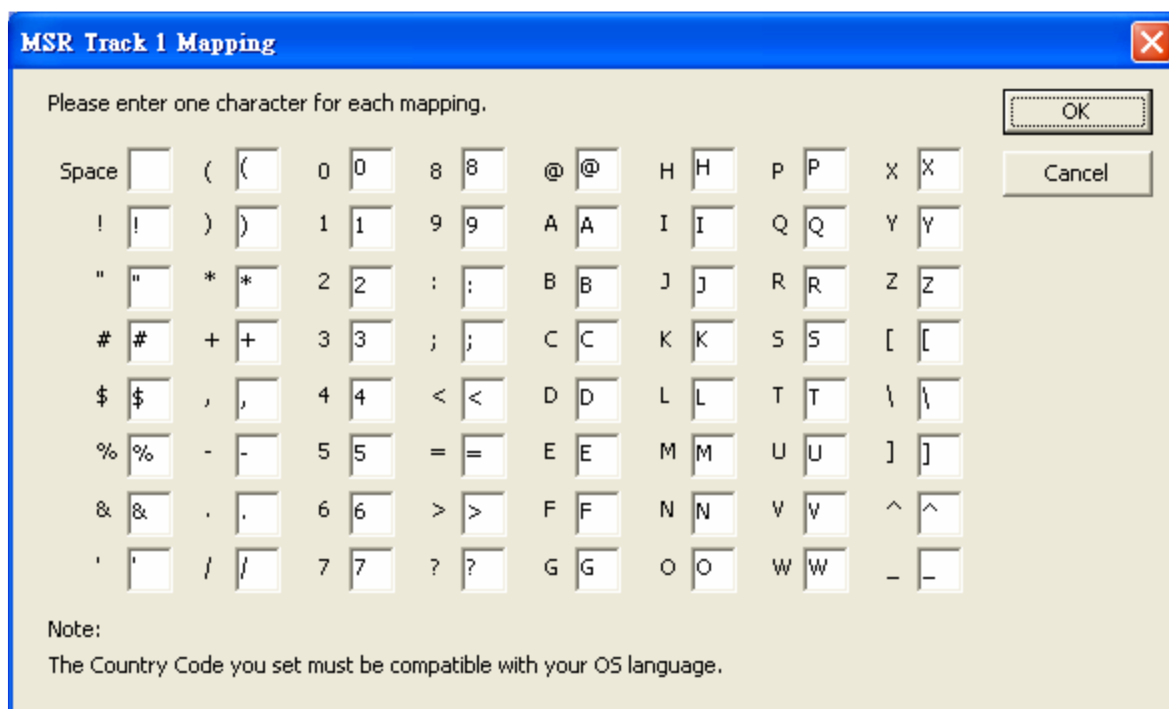 MSR Track 1 Mapping
Please enter one character for each mapping.
OK
Space ( ( 0 0 8 8 @ @ H H P P X X
Cancel
! ! ) ) 1 1 9 9 A A I I Q Q Y Y
" " * * 2 2 : : B B J J R R Z Z
# # + + 3 3 ; ; C C K K S S [ [
$ $ , , 4 4 < < D D L L T T \ \
% % - - 5 5 = = E E M M U U ] ]
& & . . 6 6 > > F F N N V V ^ ^
' ' / / 7 7 ? ? G G O O W W _ _
Note:
The Country Code you set must be compatible with your OS language.